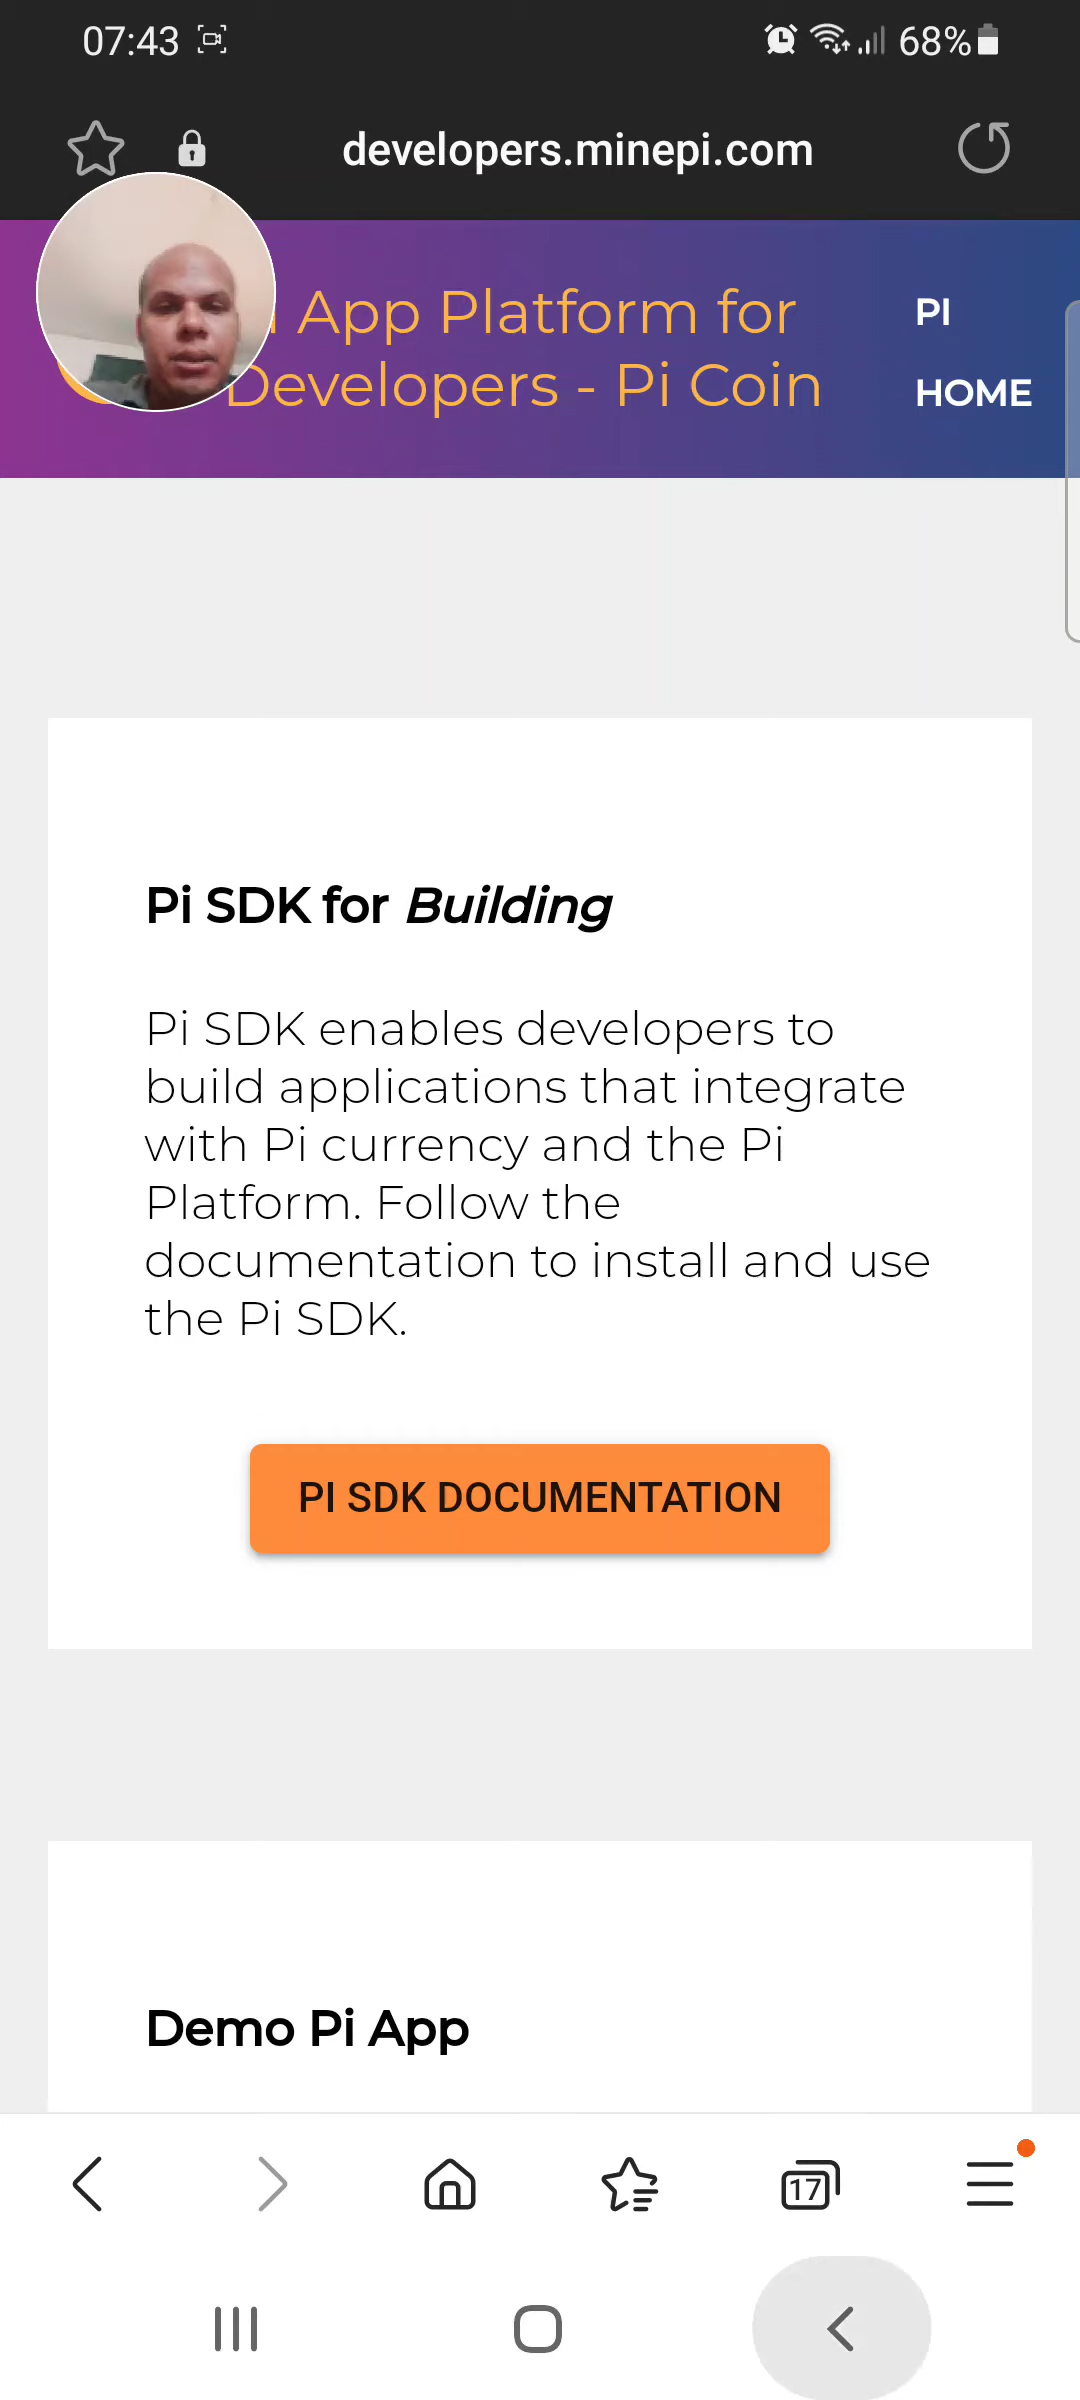 07:43
68%
developers.minepi.com
App Platform for
Developers - Pi Coin
PI
HOME
Pi SDK for Building
Pi SDK enables developers to
build applications that integrate
with Pi currency and the Pi
Platform. Follow the
documentation to install and use
the Pi SDK.
PI SDK DOCUMENTATION
Demo Pi App
17